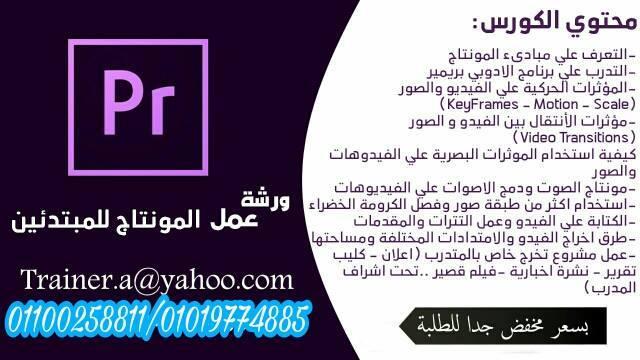 محتوي الكورس:
-التعرف علي مبادىء المونتاج
-التدرب علي برنامج الادوبي بريمير
-المؤثرات الحركية علي الفيديو والصور
(KeyFrames - Motion - Scale)
-مؤثرات الأنتقال بين الفيدو و الصور
(Video Transitions)
كيفية استخدام الموثرات البصرية علي الفيدوهات
والصور
-مونتاج الصوت ودمج الاصوات علي الفيديوهات
-استخدام اكثر من طبقة صور وفصل الكرومة الخضراء
-الكتابة علي الفيدو وعمل التترات والمقدمات
-طرق اخراج الفيدو والامتدادات المختلفة ومساحتها
-عمل مشروع تخرج خاص بالمتدرب (اعلان - كليب
تقرير - نشرة اخبارية -فيلم قصير ..تحت اشراف
المدرب)
بسعر مخفض جدا للطلبة
Pr
ورشة
عمل المونتاج للمبتدئين
Trainer.a@yahoo.com
01100258811/01019774885